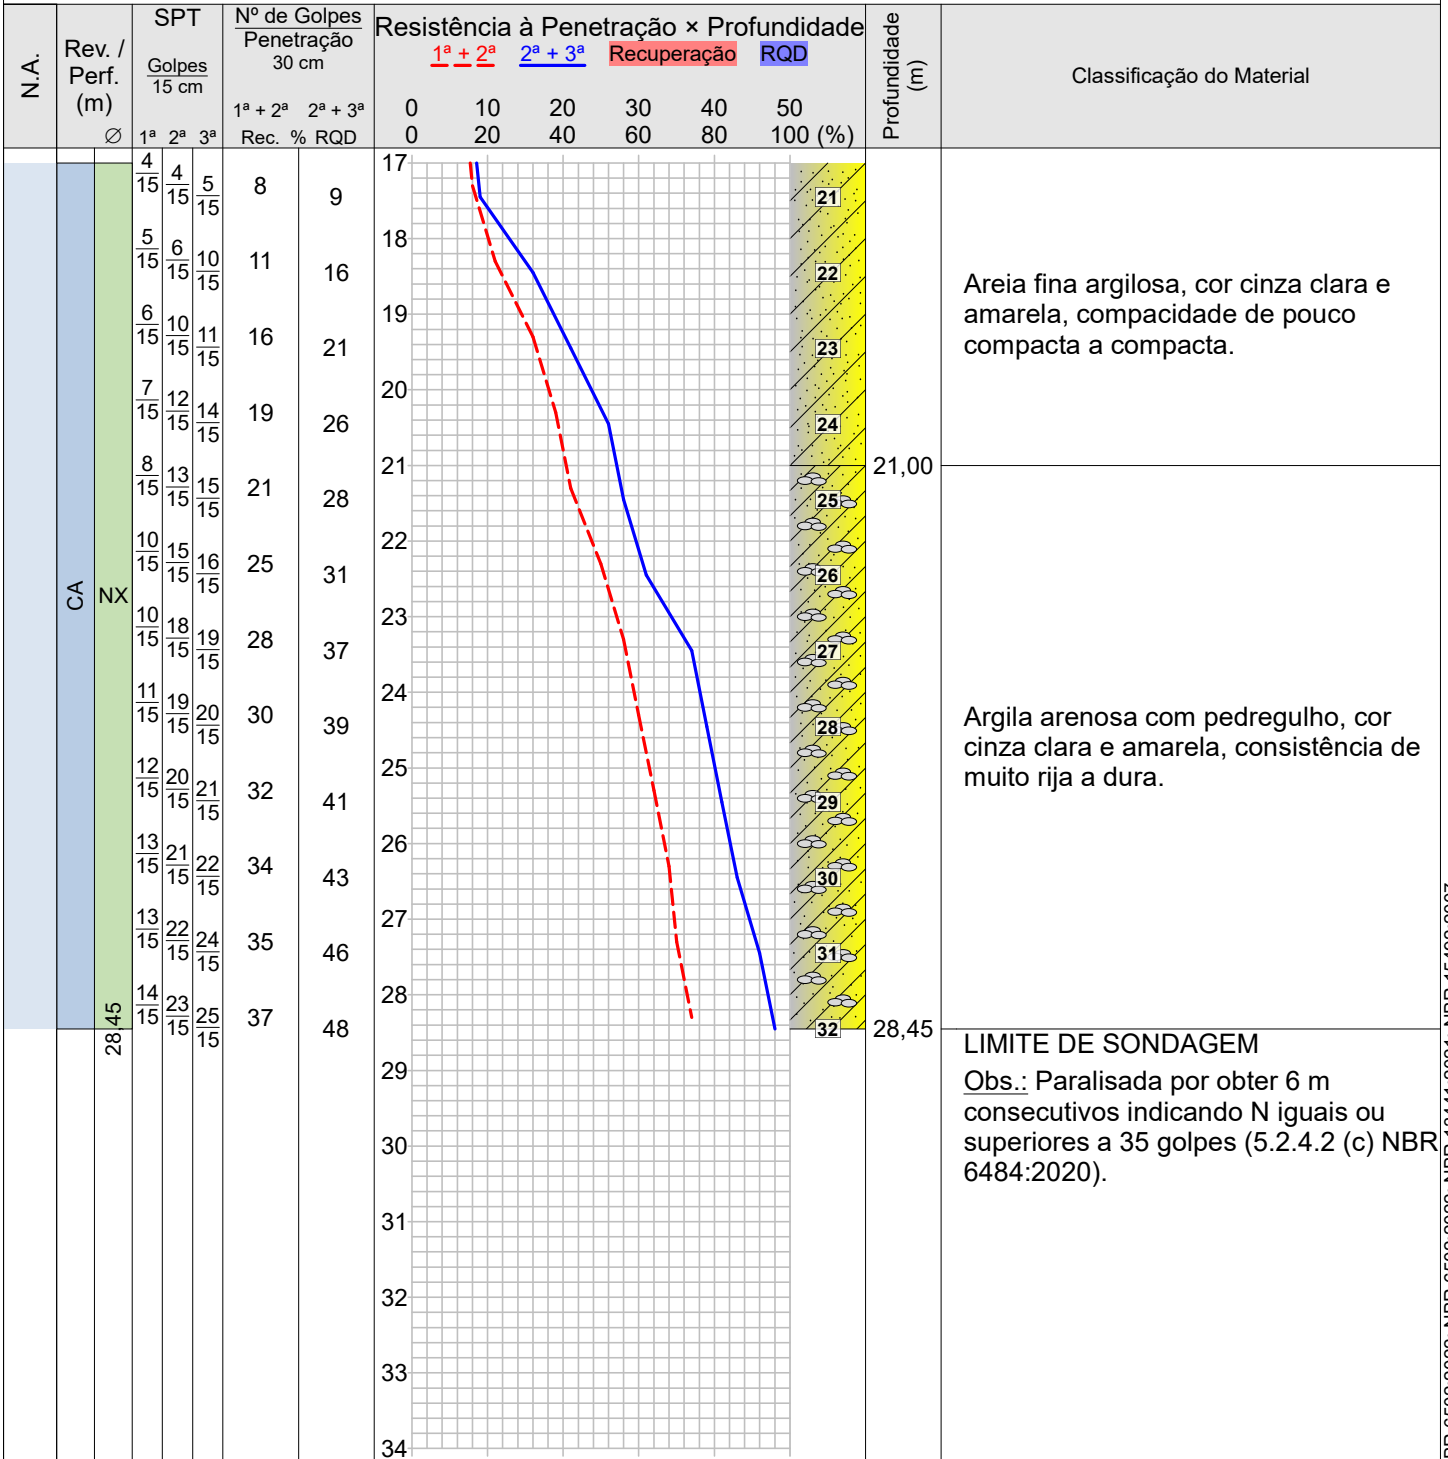 N.A.
Rev. /
Perf.
(m)
Ø
SPT
Golpes
15 cm
1ª 2ª 3ª
Nº de Golpes
Penetração
30 cm
1ª + 2ª 2ª + 3ª
Rec. % RQD
Resistência à Penetração × Profundidade
1ª + 2ª 2ª + 3ª Recuperação RQD
0 10 20 30 40 50
0 20 40 60 80 100 (%)
Profundidade
(m)
Classificação do Material
CA
NX
28,45
4/15 4/15 5/15 8 9
5/15 6/15 10/15 11 16
6/15 10/15 11/15 16 21
7/15 12/15 14/15 19 26
8/15 13/15 15/15 21 28
10/15 15/15 16/15 25 31
10/15 18/15 19/15 28 37
11/15 19/15 20/15 30 39
12/15 20/15 21/15 32 41
13/15 21/15 22/15 34 43
13/15 22/15 24/15 35 46
14/15 23/15 25/15 37 48
17
18
19
20
21
22
23
24
25
26
27
28
29
30
31
32
33
34
21
22
23
24
25
26
27
28
29
30
31
32
21,00
28,45
Areia fina argilosa, cor cinza clara e
amarela, compacidade de pouco
compacta a compacta.
Argila arenosa com pedregulho, cor
cinza clara e amarela, consistência de
muito rija a dura.
LIMITE DE SONDAGEM
Obs.: Paralisada por obter 6 m
consecutivos indicando N iguais ou
superiores a 35 golpes (5.2.4.2 (c) NBR
6484:2020).